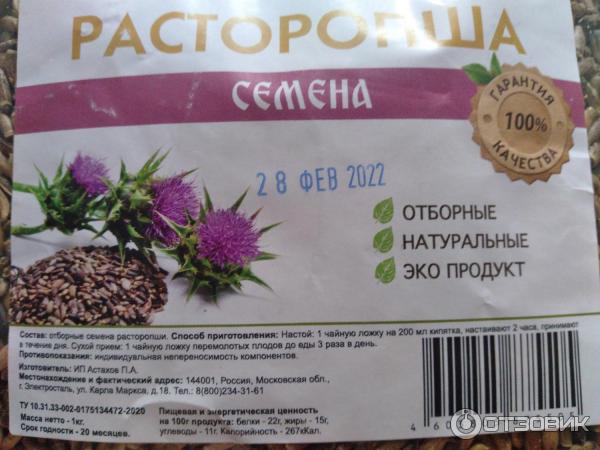 РАСТОРОПША
СЕМЕНА
ГАРАНТИЯ
100%
КАЧЕСТВА
28 ФЕВ 2022
ОТБОРНЫЕ
НАТУРАЛЬНЫЕ
ЭКО ПРОДУКТ
Состав: отборные семена расторопши. Способ приготовления: Настой: 1 чайную ложку на 200 мл кипятка, настаивают 2 часа, принимают
в течение дня. Сухой прием: 1 чайную ложку перемолотых плодов до еды 3 раза в день.
Противопоказания: индивидуальная непереносимость компонентов.
Изготовитель: ИП Астахов П.А.
Местонахождение и фактический адрес: 144001, Россия, Московская обл.,
г. Электросталь, ул. Карла Маркса, д.18. Тел.: 8(800)234-31-61
ТУ 10.31.33-002-0175134472-2020
Масса нетто - 1кг.
Срок годности - 20 месяцев.
Пищевая и энергетическая ценность
на 100г продукта: белки - 22г, жиры - 15г,
углеводы - 11г. Калорийность - 267кКал.
ОТЗОВИК